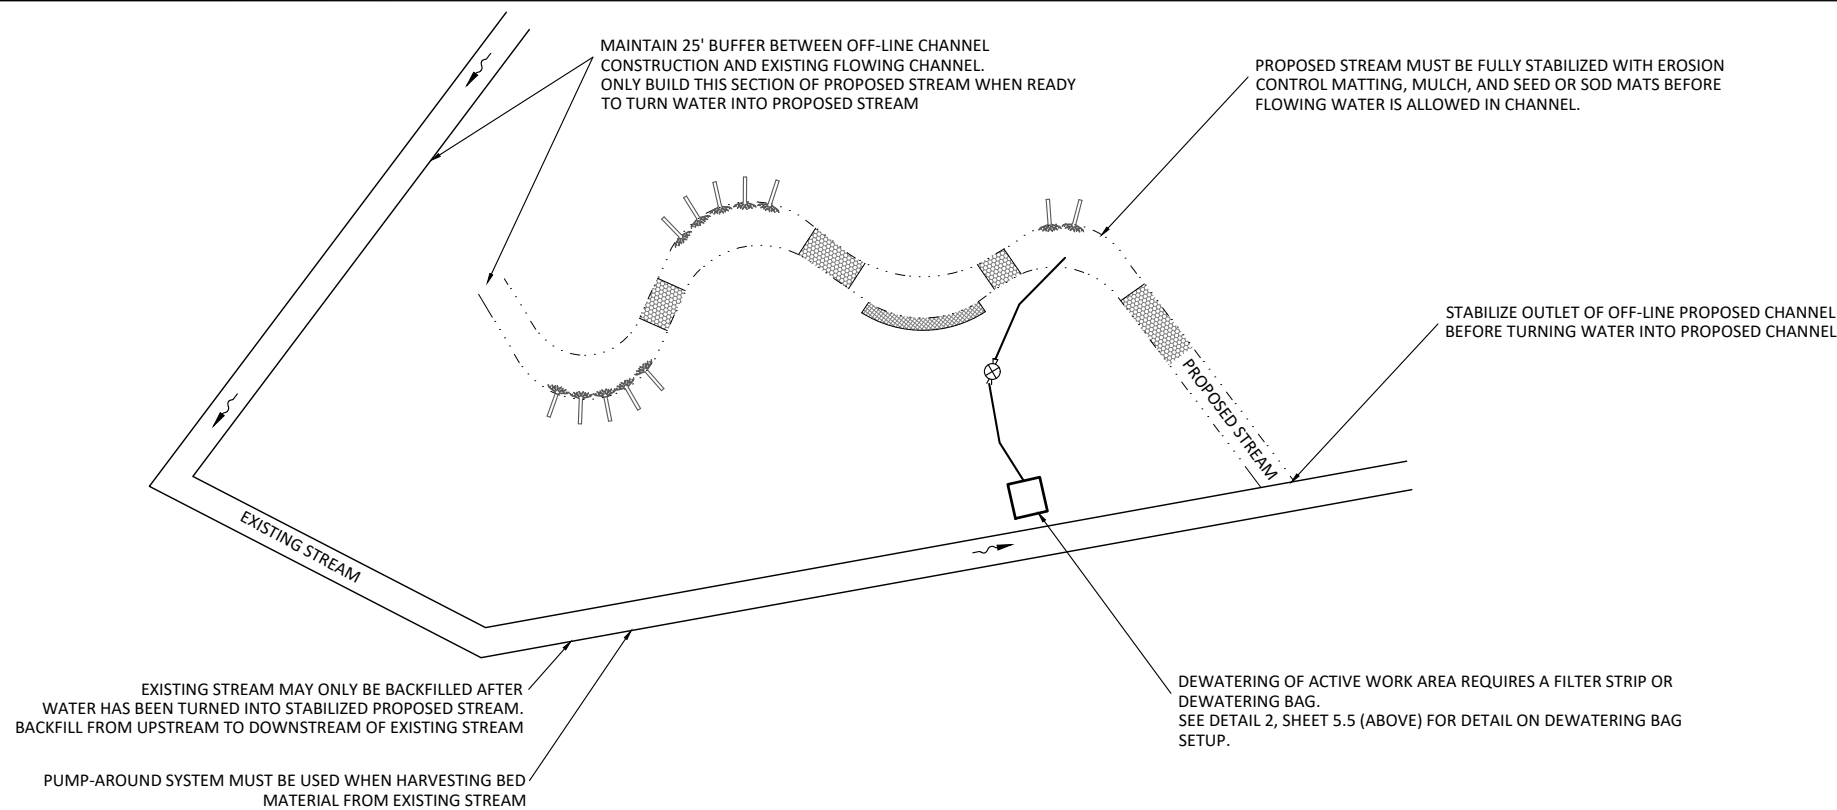 MAINTAIN 25' BUFFER BETWEEN OFF-LINE CHANNEL
CONSTRUCTION AND EXISTING FLOWING CHANNEL.
ONLY BUILD THIS SECTION OF PROPOSED STREAM WHEN READY
TO TURN WATER INTO PROPOSED STREAM
PROPOSED STREAM MUST BE FULLY STABILIZED WITH EROSION
CONTROL MATTING, MULCH, AND SEED OR SOD MATS BEFORE
FLOWING WATER IS ALLOWED IN CHANNEL.
STABILIZE OUTLET OF OFF-LINE PROPOSED CHANNEL
BEFORE TURNING WATER INTO PROPOSED CHANNEL
PROPOSED STREAM
EXISTING STREAM
EXISTING STREAM MAY ONLY BE BACKFILLED AFTER
WATER HAS BEEN TURNED INTO STABILIZED PROPOSED STREAM.
BACKFILL FROM UPSTREAM TO DOWNSTREAM OF EXISTING STREAM
DEWATERING OF ACTIVE WORK AREA REQUIRES A FILTER STRIP OR
DEWATERING BAG.
SEE DETAIL 2, SHEET 5.5 (ABOVE) FOR DETAIL ON DEWATERING BAG
SETUP.
PUMP-AROUND SYSTEM MUST BE USED WHEN HARVESTING BED
MATERIAL FROM EXISTING STREAM